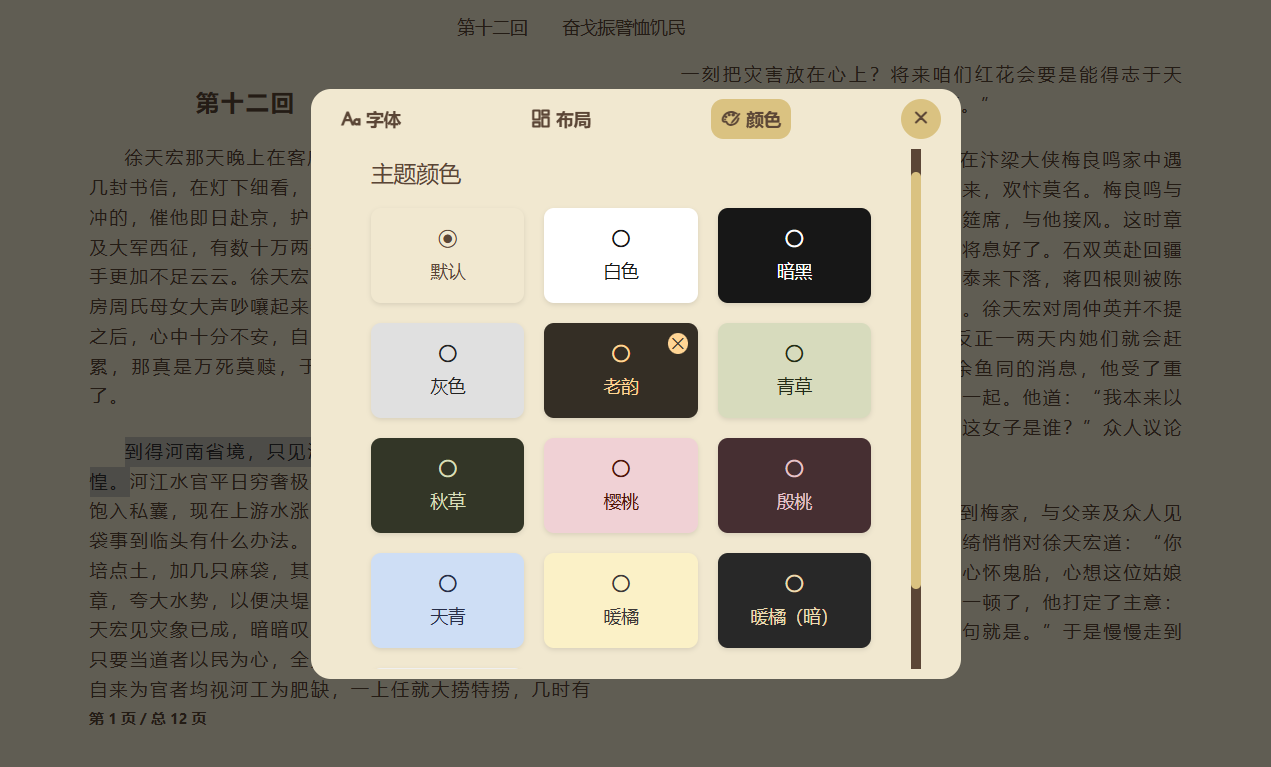 第十二回 奋戈振臂恤饥民
第十二回
徐天宏那天晚上在客
几封书信，在灯下细看，
冲的，催他即日赴京，护
及大军西征，有数十万两
手更加不足云云。徐天宏
房周氏母女大声吵嚷起来
之后，心中十分不安，自
累，那真是万死莫赎，于
了。
到得河南省境，只见
惶。河江水官平日穷奢极
饱入私囊，现在上游水涨
袋事到临头有什么办法。
培点土，加几只麻袋，其
章，夸大水势，以便决堤
天宏见灾象已成，暗暗叹
只要当道者以民为心，全
自来为官者均视河工为肥缺，一上任就大捞特捞，几时有
第 1 页 / 总 12 页
一刻把灾害放在心上？将来咱们红花会要是能得志于天
。”
在汴梁大侠梅良鸣家中遇
来，欢忭莫名。梅良鸣与
筵席，与他接风。这时章
将息好了。石双英赴回疆
泰来下落，蒋四根则被陈
。徐天宏对周仲英并不提
反正一两天内她们就会赶
余鱼同的消息，他受了重
一起。他道：“我本来以
这女子是谁？”众人议论
到梅家，与父亲及众人见
绮悄悄对徐天宏道：“你
心怀鬼胎，心想这位姑娘
一顿了，他打定了主意：
句就是。”于是慢慢走到
字体
布局
颜色
主题颜色
默认
白色
暗黑
灰色
老韵
青草
秋草
樱桃
殷桃
天青
暖橘
暖橘（暗）